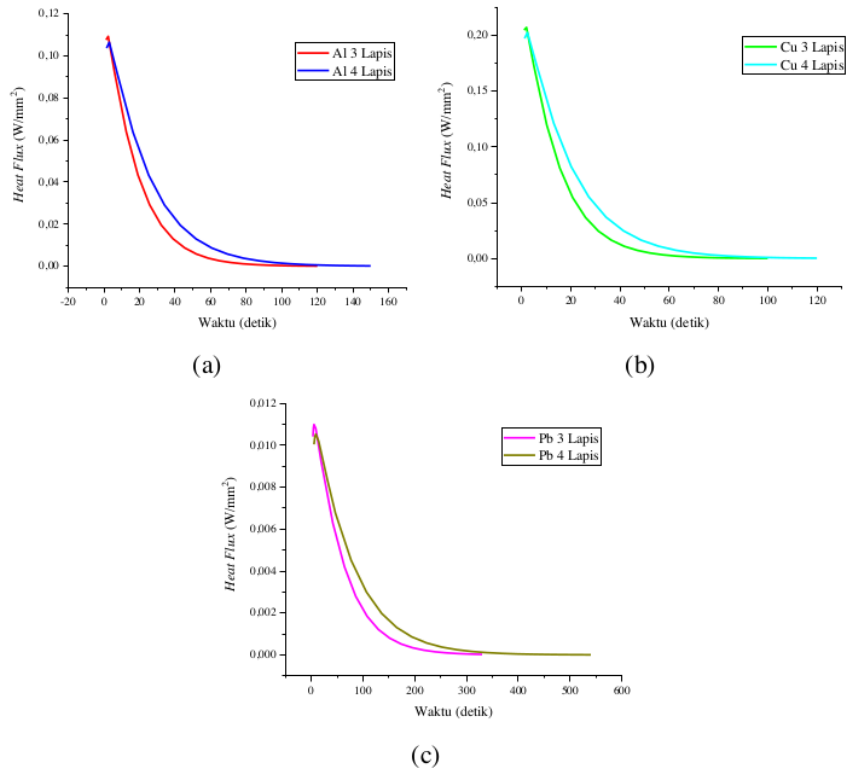 0,12
0,10
0,08
0,06
0,04
0,02
0,00
Heat Flux (W/mm²)
Al 3 Lapis
Al 4 Lapis
-20 0 20 40 60 80 100 120 140 160
Waktu (detik)
(a)
0,20
0,15
0,10
0,05
0,00
Heat Flux (W/mm²)
Cu 3 Lapis
Cu 4 Lapis
0 20 40 60 80 100 120
Waktu (detik)
(b)
0,012
0,010
0,008
0,006
0,004
0,002
0,000
Heat Flux (W/mm²)
Pb 3 Lapis
Pb 4 Lapis
0 100 200 300 400 500 600
Waktu (detik)
(c)